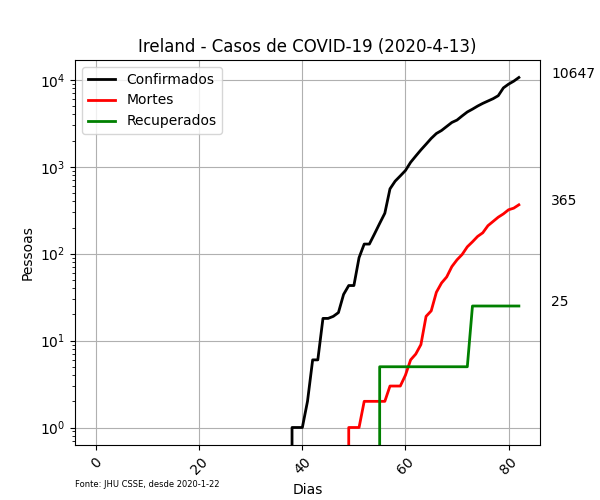 Ireland - Casos de COVID-19 (2020-4-13)
Confirmados
Mortes
Recuperados
10^4
10^3
10^2
10^1
10^0
Pessoas
10647
365
25
0
20
40
60
80
Dias
Fonte: JHU CSSE, desde 2020-1-22